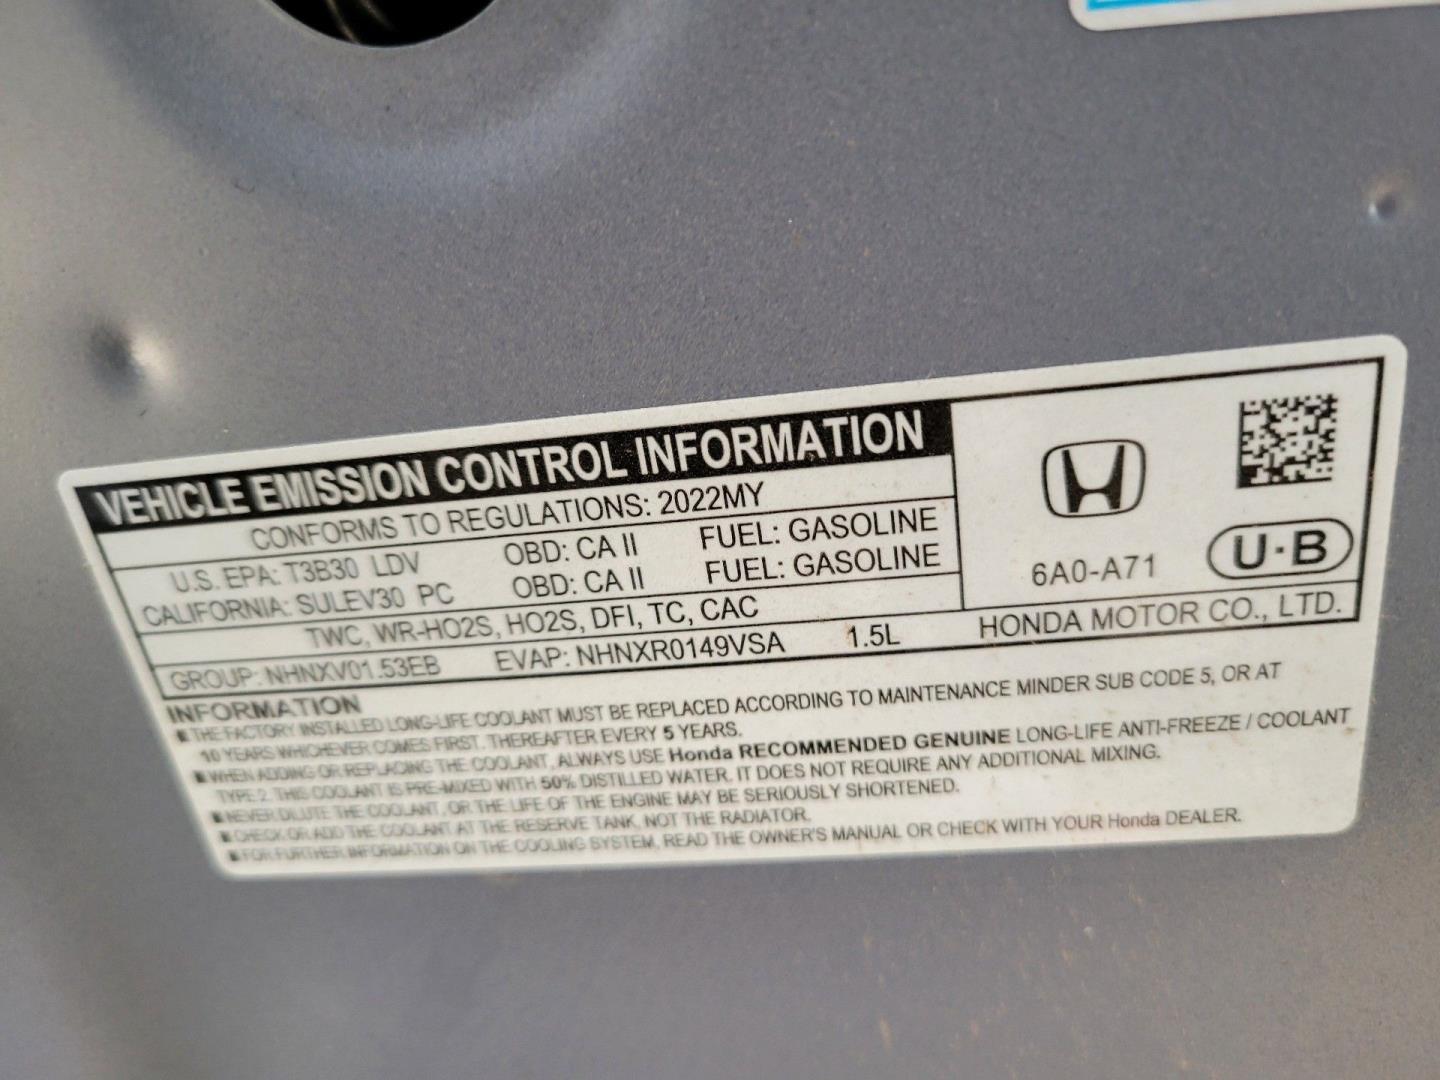 VEHICLE EMISSION CONTROL INFORMATION
CONFORMS TO REGULATIONS: 2022MY
U.S. EPA: T3B30 LDV OBD: CA II FUEL: GASOLINE
CALIFORNIA: SULEV30 PC OBD: CA II FUEL: GASOLINE
TWC, WR-HO2S, HO2S, DFI, TC, CAC
6A0-A71 U·B
GROUP: NHNXV01.53EB EVAP: NHNXR0149VSA 1.5L HONDA MOTOR CO., LTD.
INFORMATION
■ THE FACTORY INSTALLED LONG-LIFE COOLANT MUST BE REPLACED ACCORDING TO MAINTENANCE MINDER SUB CODE 5, OR AT
10 YEARS WHICHEVER COMES FIRST. THEREAFTER EVERY 5 YEARS.
■ WHEN ADDING OR REPLACING THE COOLANT, ALWAYS USE Honda RECOMMENDED GENUINE LONG-LIFE ANTI-FREEZE / COOLANT
TYPE 2. THIS COOLANT IS PRE-MIXED WITH 50% DISTILLED WATER. IT DOES NOT REQUIRE ANY ADDITIONAL MIXING.
■ NEVER DILUTE THE COOLANT, OR THE LIFE OF THE ENGINE MAY BE SERIOUSLY SHORTENED.
■ CHECK OR ADD THE COOLANT AT THE RESERVE TANK, NOT THE RADIATOR.
■ FOR FURTHER INFORMATION ON THE COOLING SYSTEM, READ THE OWNER'S MANUAL OR CHECK WITH YOUR Honda DEALER.